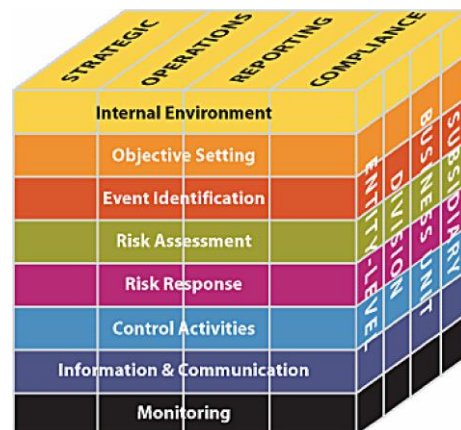 STRATEGIC
OPERATIONS
REPORTING
COMPLIANCE
Internal Environment
Objective Setting
Event Identification
Risk Assessment
Risk Response
Control Activities
Information & Communication
Monitoring
ENTITY-LEVEL
DIVISION
BUSINESS UNIT
SUBSIDIARY